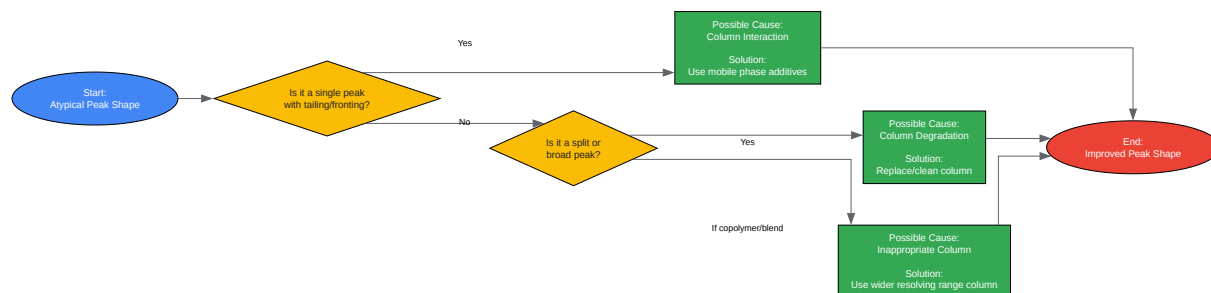 Start:
Atypical Peak Shape
Is it a single peak
with tailing/fronting?
Yes
Possible Cause:
Column Interaction
Solution:
Use mobile phase additives
No
Is it a split or
broad peak?
Yes
Possible Cause:
Column Degradation
Solution:
Replace/clean column
If copolymer/blend
Possible Cause:
Inappropriate Column
Solution:
Use wider resolving range column
End:
Improved Peak Shape